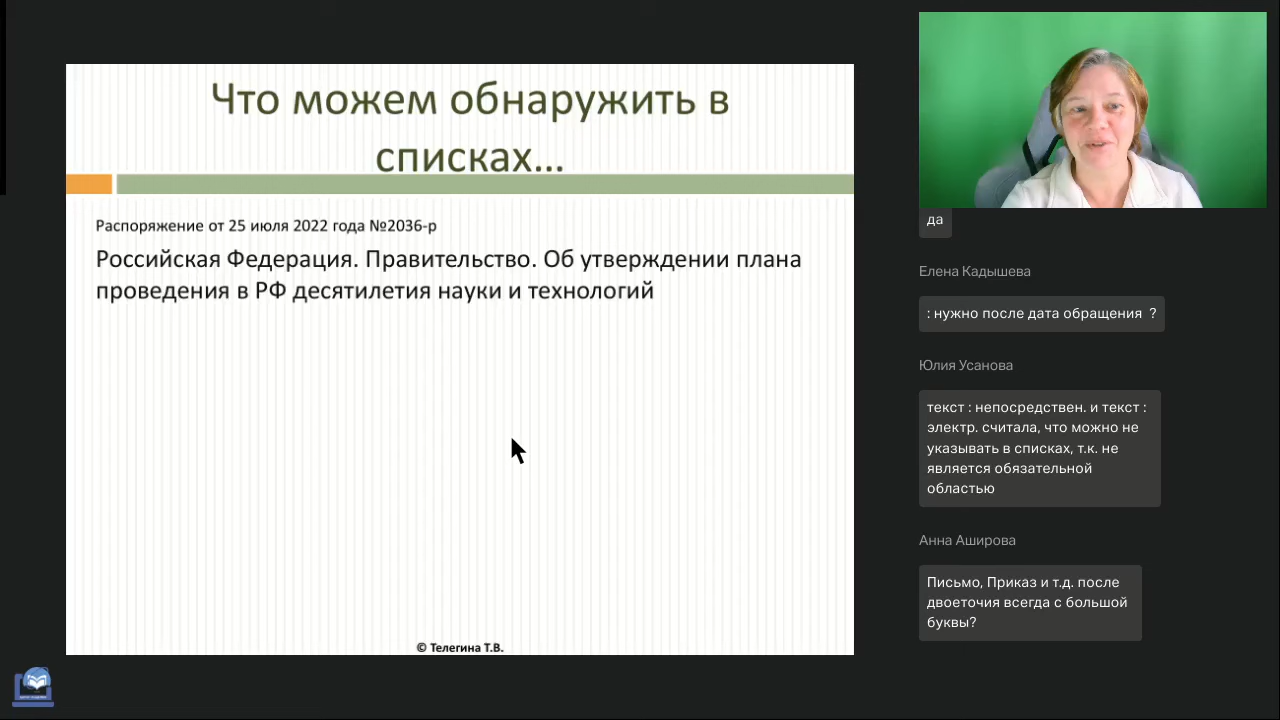 Что можем обнаружить в
списках...
Распоряжение от 25 июля 2022 года №2036-р
Российская Федерация. Правительство. Об утверждении плана
проведения в РФ десятилетия науки и технологий
© Телегина Т.В.
да
Елена Кадышева
: нужно после дата обращения ?
Юлия Усанова
текст : непосредствен. и текст :
электр. считала, что можно не
указывать в списках, т.к. не
является обязательной
областью
Анна Аширова
Письмо, Приказ и т.д. после
двоеточия всегда с большой
буквы?